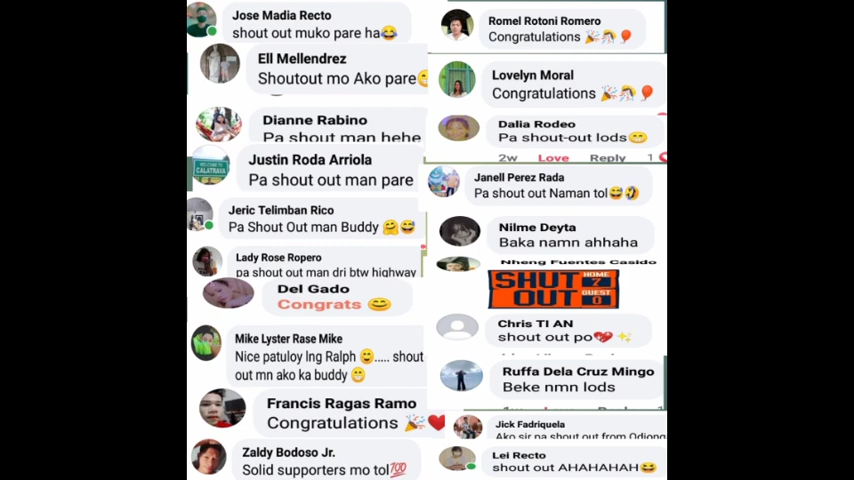 Jose Madia Recto
shout out muko pare ha😂
Ell Mellendrez
Shoutout mo Ako pare😁
Dianne Rabino
Pa shout man hehe
WELCOME TO
CALATRAVA
Justin Roda Arriola
Pa shout out man pare
Jeric Telimban Rico
Pa Shout Out man Buddy 🤗😅
Lady Rose Ropero
pa shout out man dri btw highway
Del Gado
Congrats 😊
Mike Lyster Rase Mike
Nice patuloy lng Ralph 😉..... shout
out mn ako ka buddy 😁
Francis Ragas Ramo
Congratulations 🎉❤
Zaldy Bodoso Jr.
Solid supporters mo tol💯
Romel Rotoni Romero
Congratulations 🎉🎊🎈
Lovelyn Moral
Congratulations 🎉🎊🎈
Dalia Rodeo
Pa shout-out lods😁
2w Love Reply 1
Janell Perez Rada
Pa shout out Naman tol😅🤣
Nilme Deyta
Baka namn ahhaha
Nheng Fuentes Casido
SHUT OUT
HOME
7
GUEST
0
Chris TI AN
shout out po💖✨
Ruffa Dela Cruz Mingo
Beke nmn lods
Jick Fadriquela
Ako sir pa shout out from Odiong
Lei Recto
shout out AHAHAHAH😆